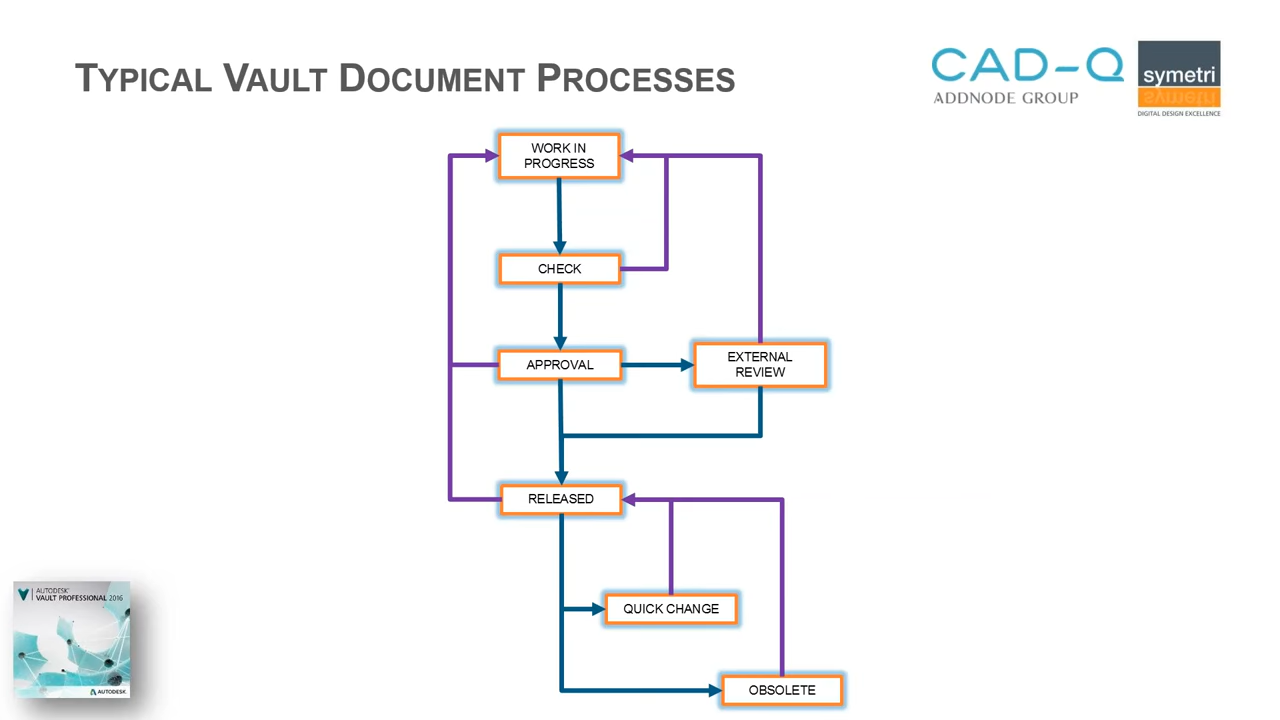 TYPICAL VAULT DOCUMENT PROCESSES
CAD-Q
ADDNODE GROUP
symetri
DIGITAL DESIGN EXCELLENCE
WORK IN
PROGRESS
CHECK
APPROVAL
EXTERNAL
REVIEW
RELEASED
QUICK CHANGE
OBSOLETE
AUTODESK
VAULT PROFESSIONAL 2016
AUTODESK